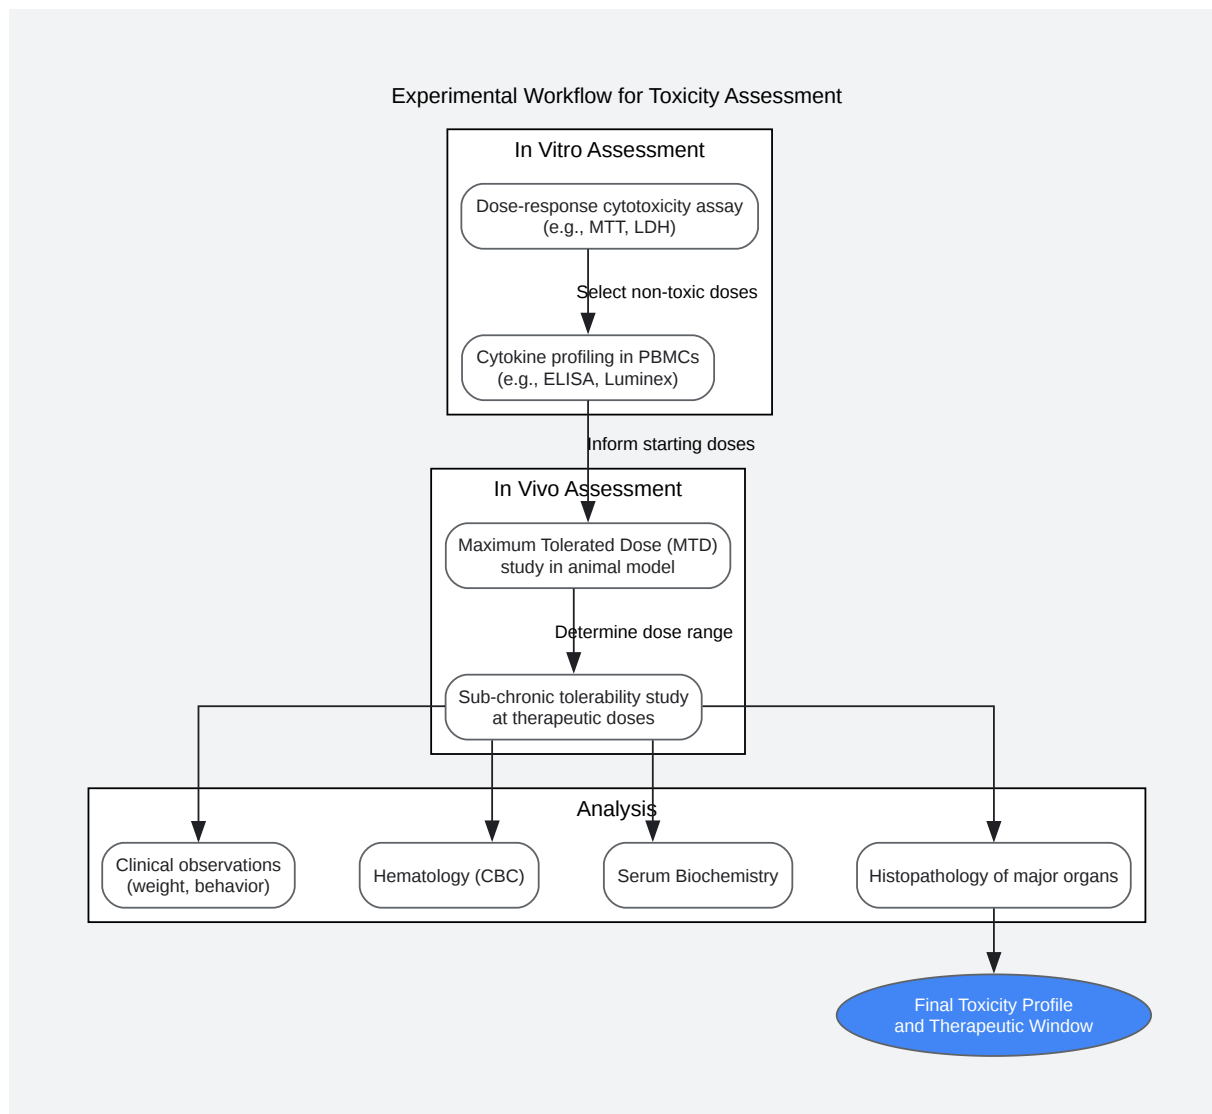 Experimental Workflow for Toxicity Assessment
In Vitro Assessment
Dose-response cytotoxicity assay
(e.g., MTT, LDH)
Select non-toxic doses
Cytokine profiling in PBMCs
(e.g., ELISA, Luminex)
Inform starting doses
In Vivo Assessment
Maximum Tolerated Dose (MTD)
study in animal model
Determine dose range
Sub-chronic tolerability study
at therapeutic doses
Analysis
Clinical observations
(weight, behavior)
Hematology (CBC)
Serum Biochemistry
Histopathology of major organs
Final Toxicity Profile
and Therapeutic Window